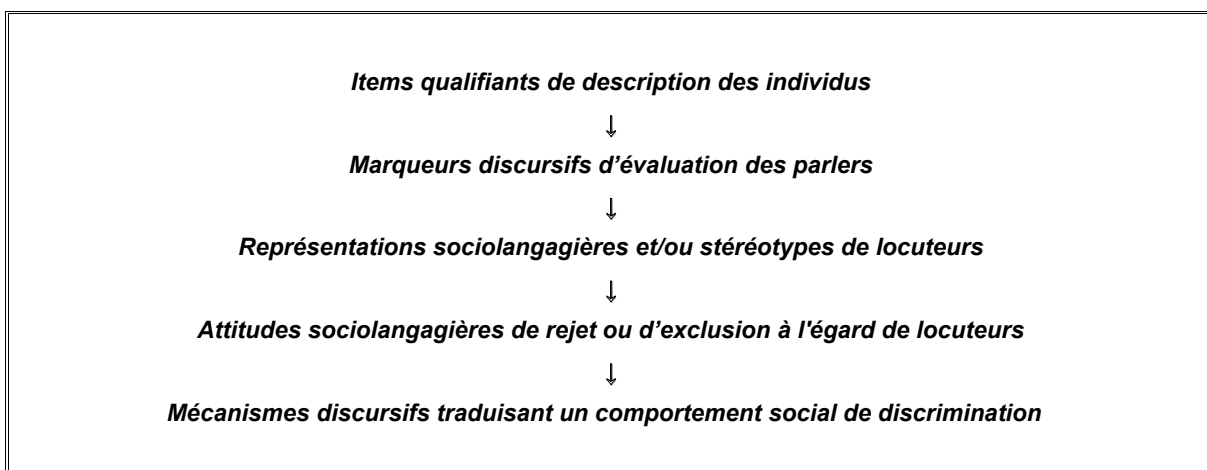 Items qualifiants de description des individus
↓
Marqueurs discursifs d’évaluation des parlers
↓
Représentations sociolangagières et/ou stéréotypes de locuteurs
↓
Attitudes sociolangagières de rejet ou d’exclusion à l'égard de locuteurs
↓
Mécanismes discursifs traduisant un comportement social de discrimination